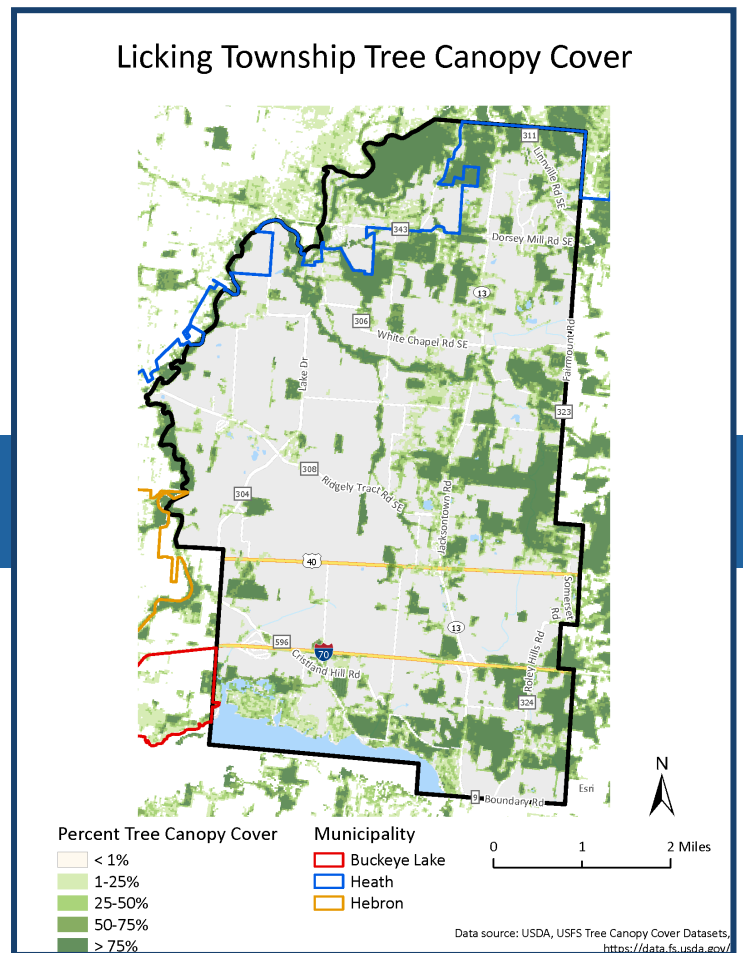 Licking Township Tree Canopy Cover
311
Linnville Rd SE
343
Dorsey Mill Rd SE
13
306
White Chapel Rd SE
Fairmount Rd
Lake Dr
323
308
Ridgely Tract Rd SE
304
Jacksontown Rd
40
Somerset Rd
13
596
70
Cristland Hill Rd
Roley Hills Rd
324
N
Esri
9
Boundary Rd
Percent Tree Canopy Cover
< 1%
1-25%
25-50%
50-75%
> 75%
Municipality
Buckeye Lake
Heath
Hebron
0 1 2 Miles
Data source: USDA, USFS Tree Canopy Cover Datasets,
https://data.fs.usda.gov/